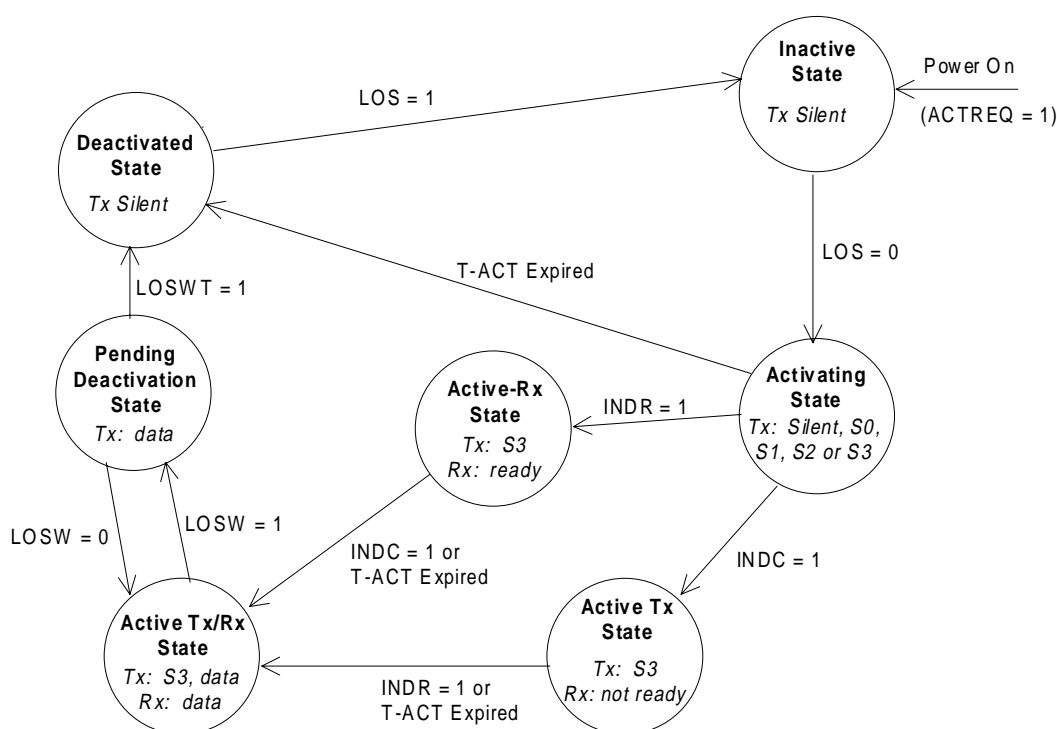 Inactive
State
Tx Silent
Power On
(ACTREQ = 1)
LOS = 1
Deactivated
State
Tx Silent
LOS = 0
T-ACT Expired
LOSWT = 1
Pending
Deactivation
State
Tx: data
Active-Rx
State
Tx: S3
Rx: ready
INDR = 1
Activating
State
Tx: Silent, S0,
S1, S2 or S3
LOSW = 0
LOSW = 1
INDC = 1 or
T-ACT Expired
INDC = 1
Active Tx/Rx
State
Tx: S3, data
Rx: data
Active Tx
State
Tx: S3
Rx: not ready
INDR = 1 or
T-ACT Expired